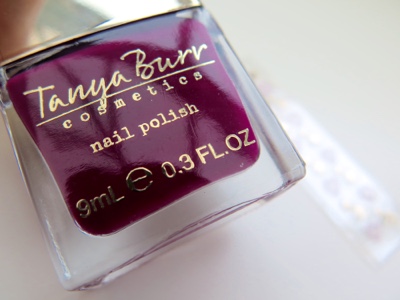 Tanya Burr
cosmetics
nail polish
9mL ℮ 0.3 FL.OZ